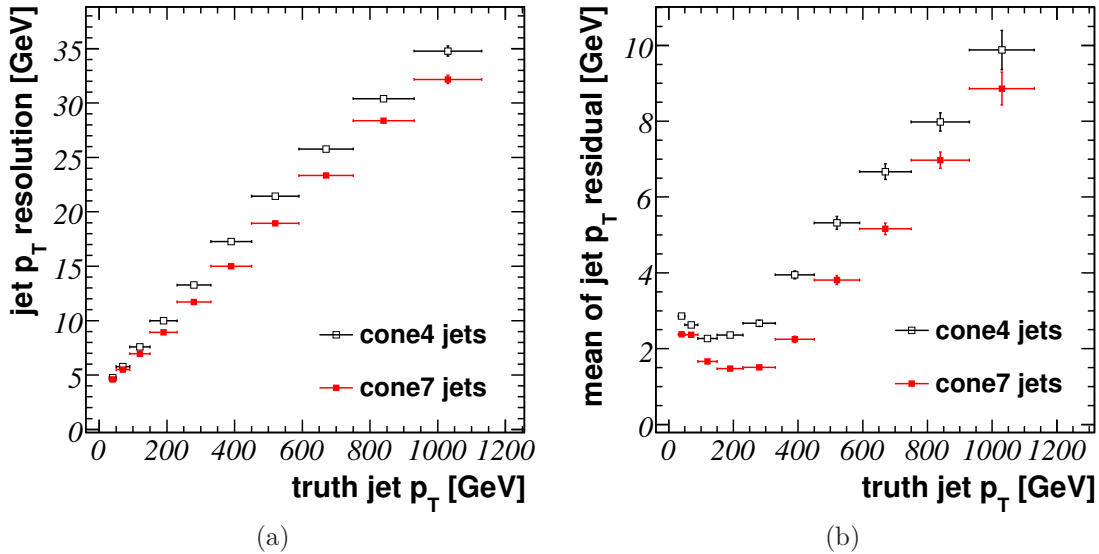 jet p_T resolution [GeV]
35
30
25
20
15
10
5
0
cone4 jets
cone7 jets
0 200 400 600 800 1000 1200
truth jet p_T [GeV]
(a)
mean of jet p_T residual [GeV]
10
8
6
4
2
0
cone4 jets
cone7 jets
0 200 400 600 800 1000 1200
truth jet p_T [GeV]
(b)